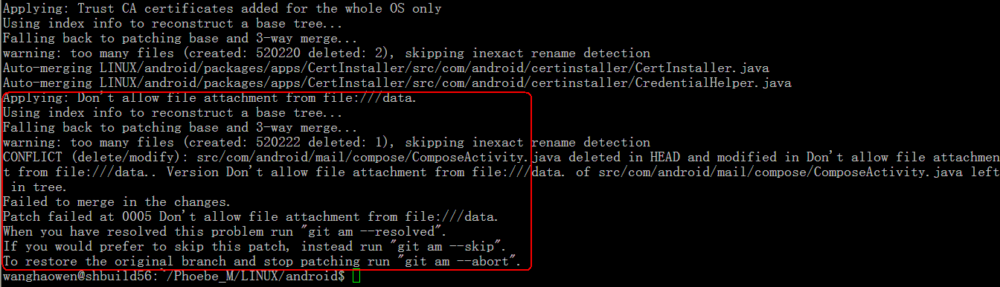 Applying: Trust CA certificates added for the whole OS only
Using index info to reconstruct a base tree...
Falling back to patching base and 3-way merge...
warning: too many files (created: 520220 deleted: 2), skipping inexact rename detection
Auto-merging LINUX/android/packages/apps/CertInstaller/src/com/android/certinstaller/CertInstaller.java
Auto-merging LINUX/android/packages/apps/CertInstaller/src/com/android/certinstaller/CredentialHelper.java
Applying: Don't allow file attachment from file:///data.
Using index info to reconstruct a base tree...
Falling back to patching base and 3-way merge...
warning: too many files (created: 520222 deleted: 1), skipping inexact rename detection
CONFLICT (delete/modify): src/com/android/mail/compose/ComposeActivity.java deleted in HEAD and modified in Don't allow file attachmen
t from file:///data.. Version Don't allow file attachment from file:///data. of src/com/android/mail/compose/ComposeActivity.java left
 in tree.
Failed to merge in the changes.
Patch failed at 0005 Don't allow file attachment from file:///data.
When you have resolved this problem run "git am --resolved".
If you would prefer to skip this patch, instead run "git am --skip".
To restore the original branch and stop patching run "git am --abort".
wanghaowen@shbuild56:~/Phoebe_M/LINUX/android$